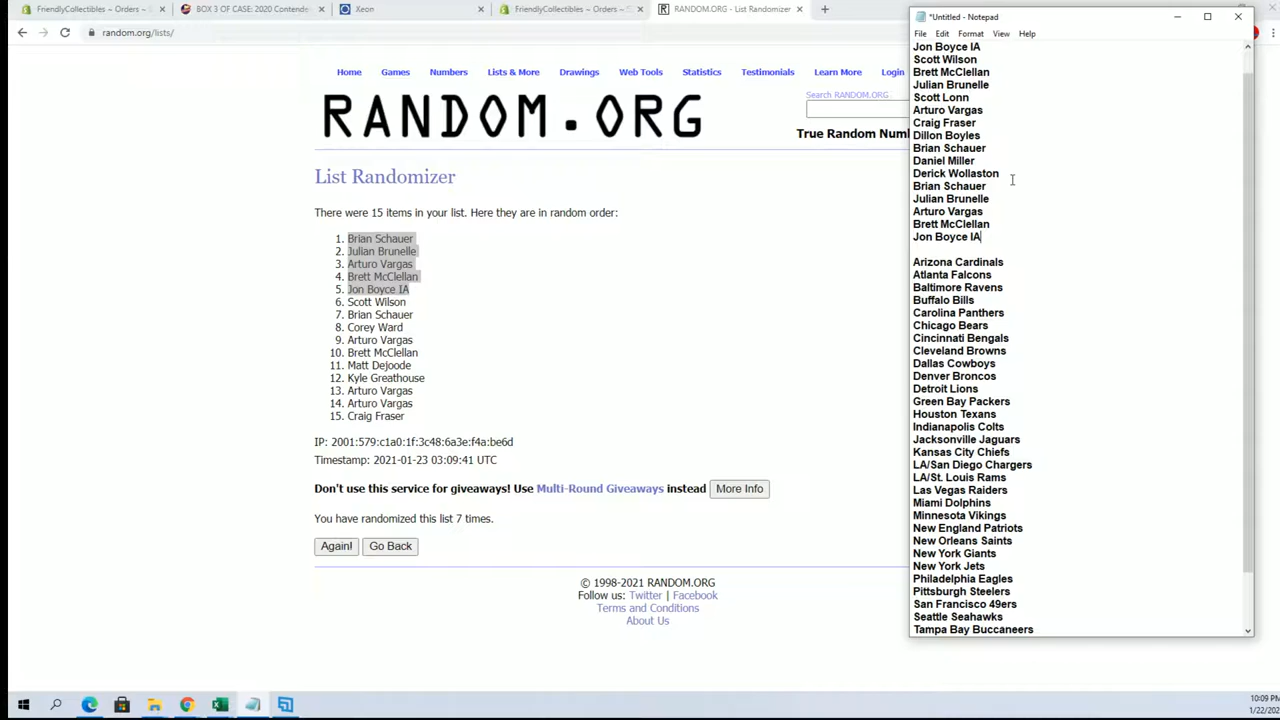 FriendlyCollectibles ~ Orders ~
BOX 3 OF CASE: 2020 Contende
Xeon
FriendlyCollectibles ~ Orders ~ S
RANDOM.ORG - List Randomizer
random.org/lists/
Home Games Numbers Lists & More Drawings Web Tools Statistics Testimonials Learn More Login
RANDOM.ORG
Search RANDOM.ORG
True Random Num
List Randomizer
There were 15 items in your list. Here they are in random order:
1. Brian Schauer
2. Julian Brunelle
3. Arturo Vargas
4. Brett McClellan
5. Jon Boyce IA
6. Scott Wilson
7. Brian Schauer
8. Corey Ward
9. Arturo Vargas
10. Brett McClellan
11. Matt Dejoode
12. Kyle Greathouse
13. Arturo Vargas
14. Arturo Vargas
15. Craig Fraser
IP: 2001:579:c1a0:1f:3c48:6a3e:f4a:be6d
Timestamp: 2021-01-23 03:09:41 UTC
Don't use this service for giveaways! Use Multi-Round Giveaways instead More Info
You have randomized this list 7 times.
Again! Go Back
© 1998-2021 RANDOM.ORG
Follow us: Twitter | Facebook
Terms and Conditions
About Us
*Untitled - Notepad
File Edit Format View Help
Jon Boyce IA
Scott Wilson
Brett McClellan
Julian Brunelle
Scott Lonn
Arturo Vargas
Craig Fraser
Dillon Boyles
Brian Schauer
Daniel Miller
Derick Wollaston
Brian Schauer
Julian Brunelle
Arturo Vargas
Brett McClellan
Jon Boyce IA
Arizona Cardinals
Atlanta Falcons
Baltimore Ravens
Buffalo Bills
Carolina Panthers
Chicago Bears
Cincinnati Bengals
Cleveland Browns
Dallas Cowboys
Denver Broncos
Detroit Lions
Green Bay Packers
Houston Texans
Indianapolis Colts
Jacksonville Jaguars
Kansas City Chiefs
LA/San Diego Chargers
LA/St. Louis Rams
Las Vegas Raiders
Miami Dolphins
Minnesota Vikings
New England Patriots
New Orleans Saints
New York Giants
New York Jets
Philadelphia Eagles
Pittsburgh Steelers
San Francisco 49ers
Seattle Seahawks
Tampa Bay Buccaneers
10:09 PM
1/22/202